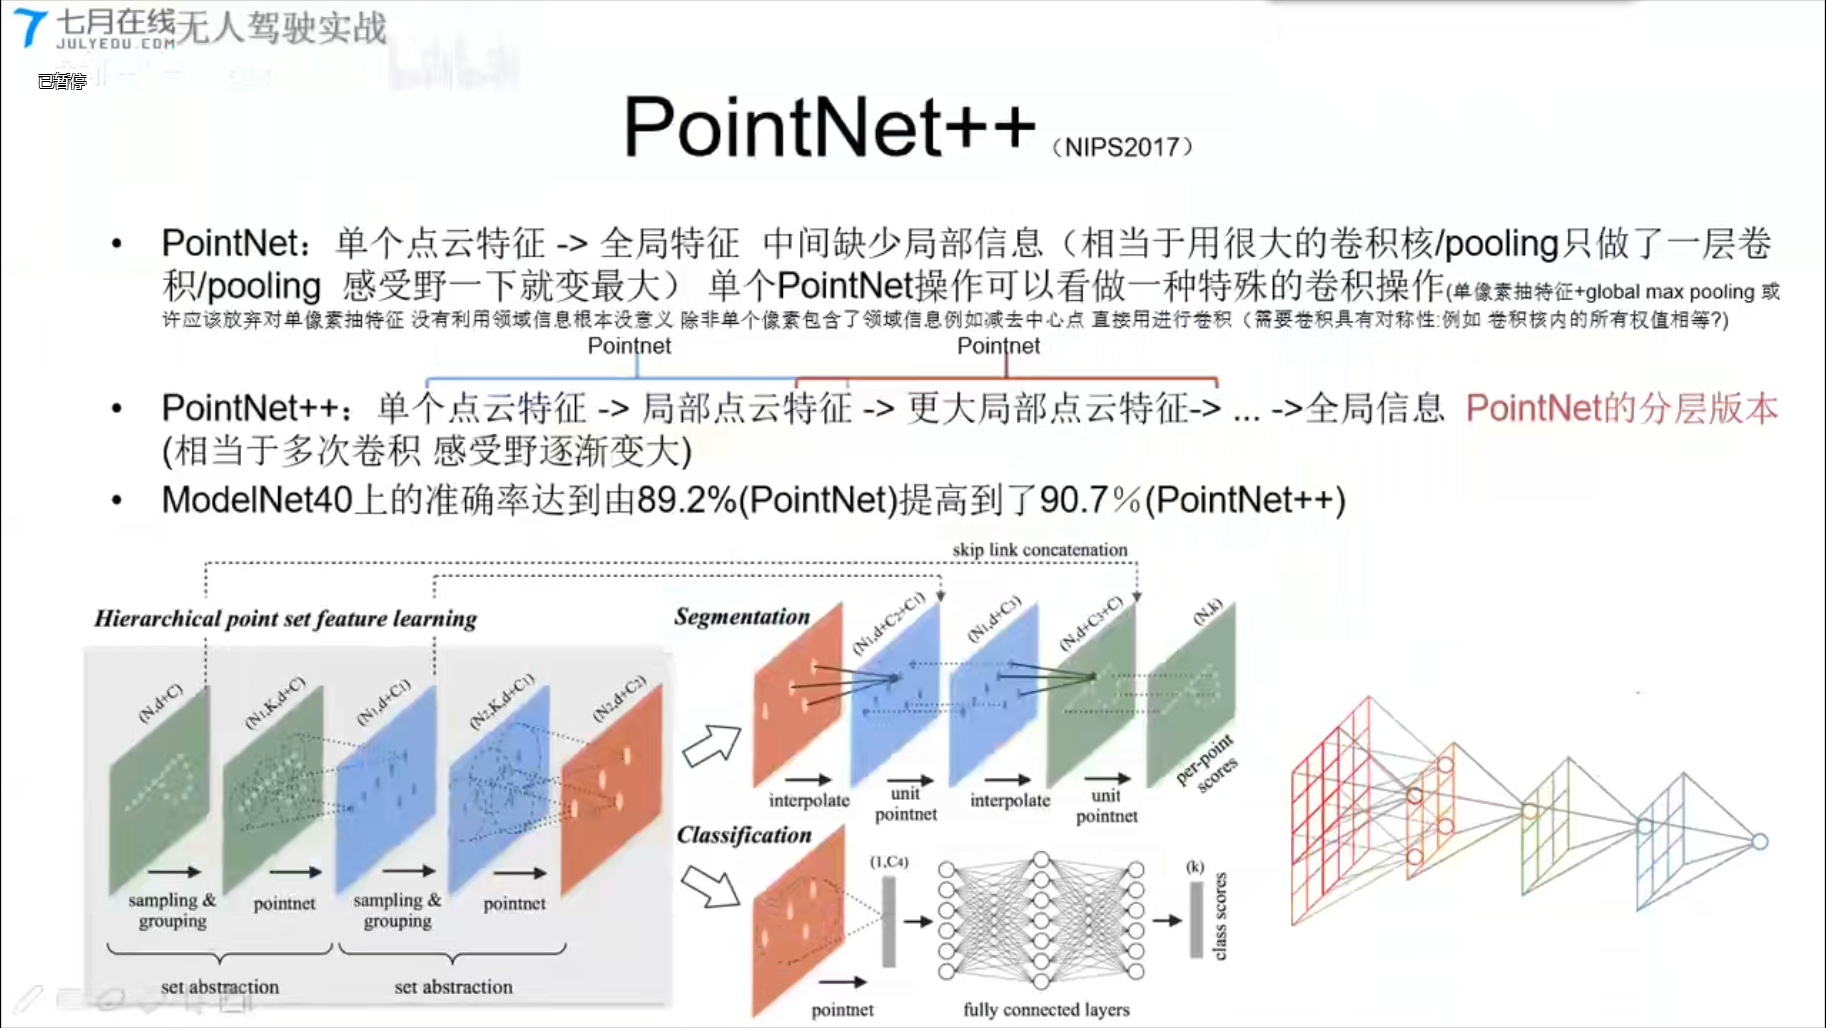 七月在线
JULYEDU.COM
无人驾驶实战
已暂停
PointNet++（NIPS2017）
• PointNet：单个点云特征 -> 全局特征 中间缺少局部信息（相当于用很大的卷积核/pooling只做了一层卷
积/pooling 感受野一下就变最大） 单个PointNet操作可以看做一种特殊的卷积操作(单像素抽特征+global max pooling 或
许应该放弃对单像素抽特征 没有利用领域信息根本没意义 除非单个像素包含了领域信息例如减去中心点 直接用进行卷积（需要卷积具有对称性:例如 卷积核内的所有权值相等?)
Pointnet
Pointnet
• PointNet++：单个点云特征 -> 局部点云特征 -> 更大局部点云特征-> ... ->全局信息 PointNet的分层版本
(相当于多次卷积 感受野逐渐变大)
• ModelNet40上的准确率达到由89.2%(PointNet)提高到了90.7%(PointNet++)
skip link concatenation
Hierarchical point set feature learning
(N,d+C)
(N1,K,d+C)
(N1,d+C1)
(N2,K,d+C1)
(N2,d+C2)
sampling &
grouping
pointnet
sampling &
grouping
pointnet
set abstraction
set abstraction
Segmentation
(N1,d+C2+C1)
(N1,d+C3)
(N,d+C3+C)
(N,k)
interpolate
unit
pointnet
interpolate
unit
pointnet
per-point
scores
Classification
(1,C4)
(k)
class scores
pointnet
fully connected layers